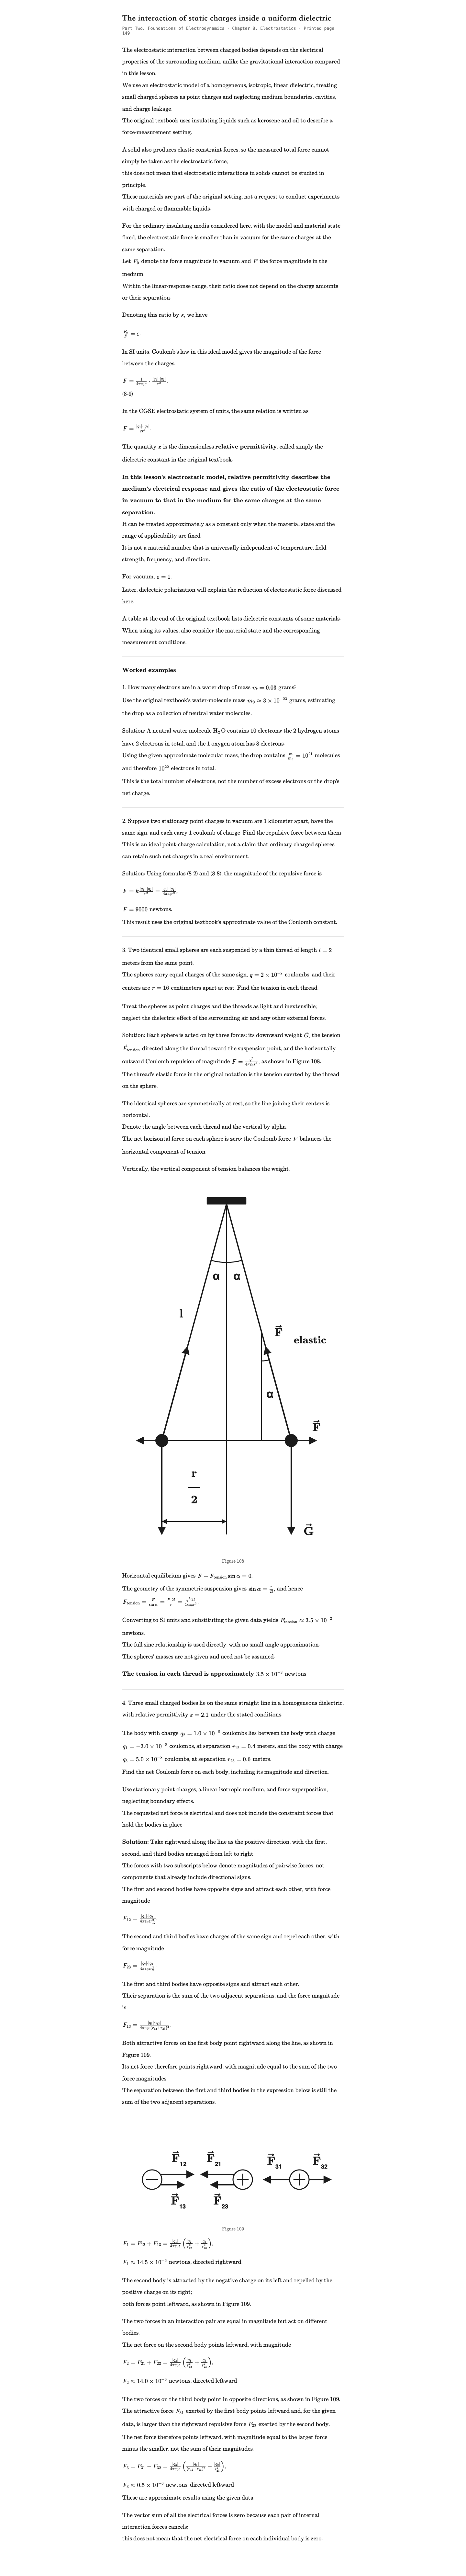 The interaction of static charges inside a uniform dielectric
Part Two, Foundations of Electrodynamics · Chapter 8, Electrostatics · Printed page
149
The electrostatic interaction between charged bodies depends on the electrical
properties of the surrounding medium, unlike the gravitational interaction compared
in this lesson.
We use an electrostatic model of a homogeneous, isotropic, linear dielectric, treating
small charged spheres as point charges and neglecting medium boundaries, cavities,
and charge leakage.
The original textbook uses insulating liquids such as kerosene and oil to describe a
force-measurement setting.
A solid also produces elastic constraint forces, so the measured total force cannot
simply be taken as the electrostatic force;
this does not mean that electrostatic interactions in solids cannot be studied in
principle.
These materials are part of the original setting, not a request to conduct experiments
with charged or flammable liquids.
For the ordinary insulating media considered here, with the model and material state
fixed, the electrostatic force is smaller than in vacuum for the same charges at the
same separation.
Let F₀ denote the force magnitude in vacuum and F the force magnitude in the
medium.
Within the linear-response range, their ratio does not depend on the charge amounts
or their separation.
Denoting this ratio by ε, we have
F₀/F = ε.
In SI units, Coulomb's law in this ideal model gives the magnitude of the force
between the charges:
F = 1/(4πε₀ε) · |q₁||q₂|/r².
(8-9)
In the CGSE electrostatic system of units, the same relation is written as
F = |q₁||q₂|/(εr²).
The quantity ε is the dimensionless relative permittivity, called simply the
dielectric constant in the original textbook.
In this lesson's electrostatic model, relative permittivity describes the
medium's electrical response and gives the ratio of the electrostatic force
in vacuum to that in the medium for the same charges at the same
separation.
It can be treated approximately as a constant only when the material state and the
range of applicability are fixed.
It is not a material number that is universally independent of temperature, field
strength, frequency, and direction.
For vacuum, ε = 1.
Later, dielectric polarization will explain the reduction of electrostatic force discussed
here.
A table at the end of the original textbook lists dielectric constants of some materials.
When using its values, also consider the material state and the corresponding
measurement conditions.
Worked examples
1. How many electrons are in a water drop of mass m = 0.03 grams?
Use the original textbook's water-molecule mass m₀ ≈ 3 × 10⁻²³ grams, estimating
the drop as a collection of neutral water molecules.
Solution: A neutral water molecule H₂O contains 10 electrons: the 2 hydrogen atoms
have 2 electrons in total, and the 1 oxygen atom has 8 electrons.
Using the given approximate molecular mass, the drop contains m/m₀ = 10²¹ molecules
and therefore 10²² electrons in total.
This is the total number of electrons, not the number of excess electrons or the drop's
net charge.
2. Suppose two stationary point charges in vacuum are 1 kilometer apart, have the
same sign, and each carry 1 coulomb of charge. Find the repulsive force between them.
This is an ideal point-charge calculation, not a claim that ordinary charged spheres
can retain such net charges in a real environment.
Solution: Using formulas (8-2) and (8-8), the magnitude of the repulsive force is
F = k|q₁||q₂|/r² = |q₁||q₂|/(4πε₀r²),
F = 9000 newtons.
This result uses the original textbook's approximate value of the Coulomb constant.
3. Two identical small spheres are each suspended by a thin thread of length l = 2
meters from the same point.
The spheres carry equal charges of the same sign, q = 2 × 10⁻⁸ coulombs, and their
centers are r = 16 centimeters apart at rest. Find the tension in each thread.
Treat the spheres as point charges and the threads as light and inextensible;
neglect the dielectric effect of the surrounding air and any other external forces.
Solution: Each sphere is acted on by three forces: its downward weight G⃗, the tension
F⃗tension directed along the thread toward the suspension point, and the horizontally
outward Coulomb repulsion of magnitude F = q²/(4πε₀r²), as shown in Figure 108.
The thread's elastic force in the original notation is the tension exerted by the thread
on the sphere.
The identical spheres are symmetrically at rest, so the line joining their centers is
horizontal.
Denote the angle between each thread and the vertical by alpha.
The net horizontal force on each sphere is zero: the Coulomb force F balances the
horizontal component of tension.
Vertically, the vertical component of tension balances the weight.
α α
l
F⃗ elastic
α
F⃗
r
2
G⃗
Figure 108
Horizontal equilibrium gives F − Ftension sin α = 0.
The geometry of the symmetric suspension gives sin α = r/2l, and hence
Ftension = F/sin α = F·2l/r = q²·2l/(4πε₀r³).
Converting to SI units and substituting the given data yields Ftension ≈ 3.5 × 10⁻³
newtons.
The full sine relationship is used directly, with no small-angle approximation.
The spheres' masses are not given and need not be assumed.
The tension in each thread is approximately 3.5 × 10⁻³ newtons.
4. Three small charged bodies lie on the same straight line in a homogeneous dielectric,
with relative permittivity ε = 2.1 under the stated conditions.
The body with charge q₂ = 1.0 × 10⁻⁸ coulombs lies between the body with charge
q₁ = −3.0 × 10⁻⁸ coulombs, at separation r₁₂ = 0.4 meters, and the body with charge
q₃ = 5.0 × 10⁻⁸ coulombs, at separation r₂₃ = 0.6 meters.
Find the net Coulomb force on each body, including its magnitude and direction.
Use stationary point charges, a linear isotropic medium, and force superposition,
neglecting boundary effects.
The requested net force is electrical and does not include the constraint forces that
hold the bodies in place.
Solution: Take rightward along the line as the positive direction, with the first,
second, and third bodies arranged from left to right.
The forces with two subscripts below denote magnitudes of pairwise forces, not
components that already include directional signs.
The first and second bodies have opposite signs and attract each other, with force
magnitude
F₁₂ = |q₁||q₂|/(4πε₀εr₁₂²).
The second and third bodies have charges of the same sign and repel each other, with
force magnitude
F₂₃ = |q₂||q₃|/(4πε₀εr₂₃²).
The first and third bodies have opposite signs and attract each other.
Their separation is the sum of the two adjacent separations, and the force magnitude
is
F₁₃ = |q₁||q₃|/(4πε₀ε(r₁₂+r₂₃)²).
Both attractive forces on the first body point rightward along the line, as shown in
Figure 109.
Its net force therefore points rightward, with magnitude equal to the sum of the two
force magnitudes.
The separation between the first and third bodies in the expression below is still the
sum of the two adjacent separations.
F⃗12 F⃗21 F⃗31 F⃗32
F⃗13 F⃗23
Figure 109
F₁ = F₁₂ + F₁₃ = |q₁|/(4πε₀ε) (|q₂|/r₁₂² + |q₃|/r₁₃²),
F₁ ≈ 14.5 × 10⁻⁶ newtons, directed rightward.
The second body is attracted by the negative charge on its left and repelled by the
positive charge on its right;
both forces point leftward, as shown in Figure 109.
The two forces in an interaction pair are equal in magnitude but act on different
bodies.
The net force on the second body points leftward, with magnitude
F₂ = F₂₁ + F₂₃ = |q₂|/(4πε₀ε) (|q₁|/r₁₂² + |q₃|/r₂₃²),
F₂ ≈ 14.0 × 10⁻⁶ newtons, directed leftward.
The two forces on the third body point in opposite directions, as shown in Figure 109.
The attractive force F₃₁ exerted by the first body points leftward and, for the given
data, is larger than the rightward repulsive force F₃₂ exerted by the second body.
The net force therefore points leftward, with magnitude equal to the larger force
minus the smaller, not the sum of their magnitudes.
F₃ = F₃₁ − F₃₂ = |q₃|/(4πε₀ε) (|q₁|/(r₁₂+r₂₃)² − |q₂|/r₂₃²),
F₃ ≈ 0.5 × 10⁻⁶ newtons, directed leftward.
These are approximate results using the given data.
The vector sum of all the electrical forces is zero because each pair of internal
interaction forces cancels;
this does not mean that the net electrical force on each individual body is zero.